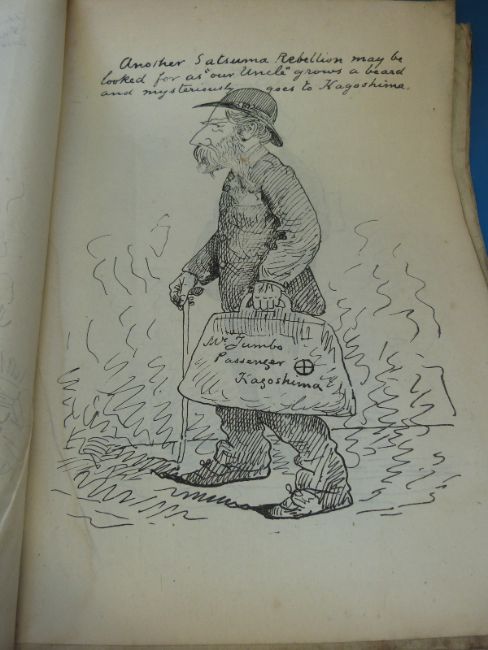 Another Satsuma Rebellion may be
looked for as "our Uncle" grows a beard
and mysteriously goes to Kagoshima.
Mr Jumbo
Passenger
Kagoshima